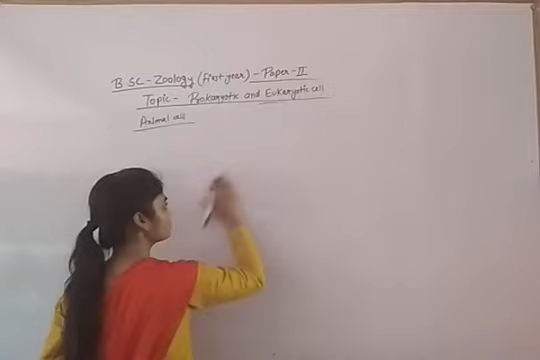 B SC - Zoology (first year) - Paper - II
Topic - Prokaryotic and Eukaryotic cell
Animal cell